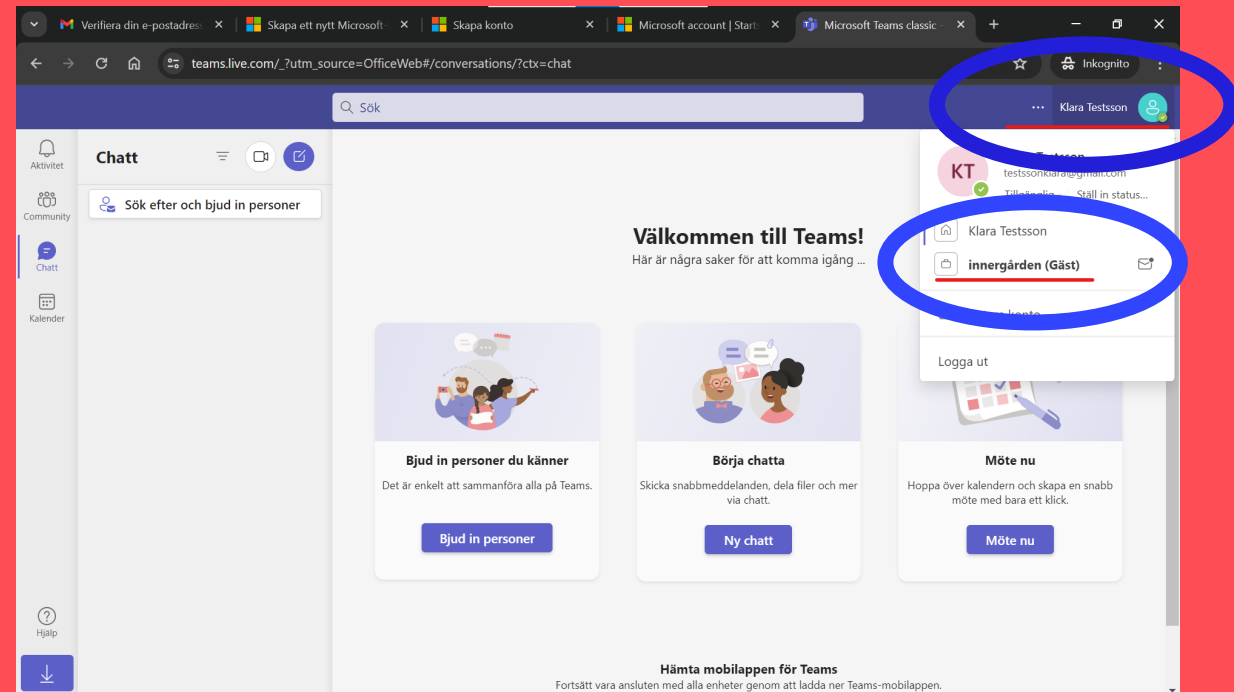 Verifiera din e-postadress
Skapa ett nytt Microsoft-
Skapa konto
Microsoft account | Starts
Microsoft Teams classic -
teams.live.com/_?utm_source=OfficeWeb#/conversations/?ctx=chat
Inkognito
Sök
Klara Testsson
Aktivitet
Community
Chatt
Kalender
Hjälp
Chatt
Sök efter och bjud in personer
KT
testssonklara@gmail.com
Tillgänglig
Ställ in status...
Klara Testsson
innergården (Gäst)
konto
Logga ut
Välkommen till Teams!
Här är några saker för att komma igång ...
Bjud in personer du känner
Det är enkelt att sammanföra alla på Teams.
Bjud in personer
Börja chatta
Skicka snabbmeddelanden, dela filer och mer
via chatt.
Ny chatt
Möte nu
Hoppa över kalendern och skapa en snabb
möte med bara ett klick.
Möte nu
Hämta mobilappen för Teams
Fortsätt vara ansluten med alla enheter genom att ladda ner Teams-mobilappen.